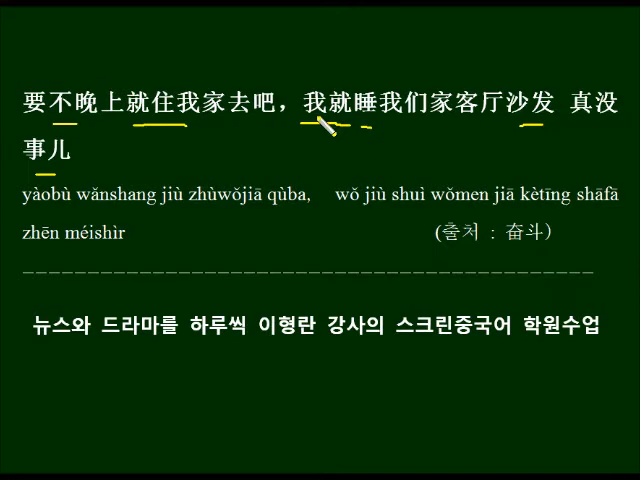 要不晚上就住我家去吧，我就睡我们家客厅沙发 真没
事儿
yàobù wǎnshang jiù zhùwǒjiā qùba, wǒ jiù shuì wǒmen jiā kètīng shāfā
zhēn méishìr (출처 : 奋斗)
뉴스와 드라마를 하루씩 이형란 강사의 스크린중국어 학원수업